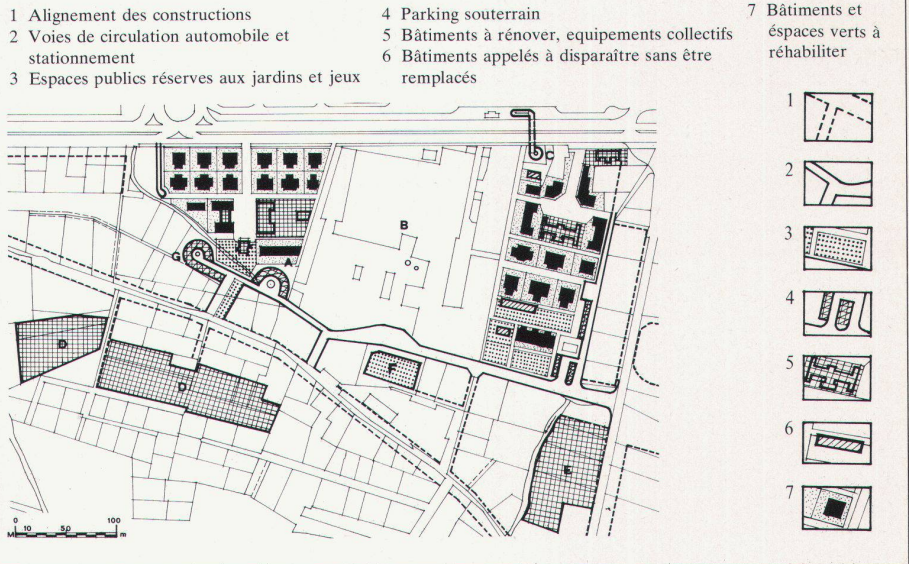 1 Alignement des constructions
2 Voies de circulation automobile et
stationnement
3 Espaces publics réserves aux jardins et jeux
4 Parking souterrain
5 Bâtiments à rénover, equipements collectifs
6 Bâtiments appelés à disparaître sans être
remplacés
7 Bâtiments et
éspaces verts à
réhabiliter
1
2
3
4
5
6
7
C
B
A
G
D
D
F
E
0 10 50 100
M m